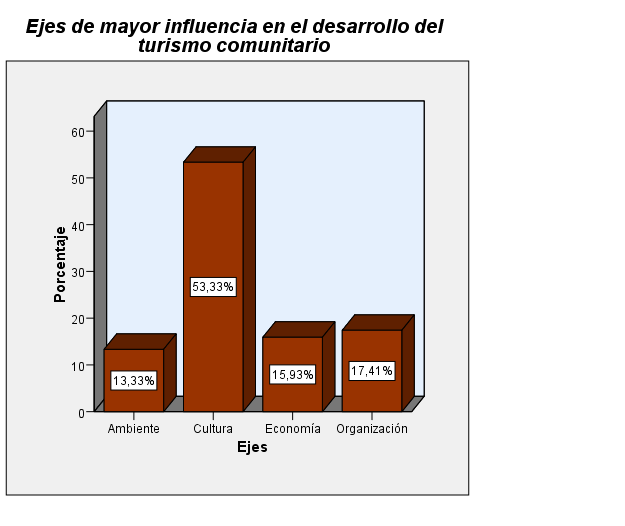 Ejes de mayor influencia en el desarrollo del
turismo comunitario
Porcentaje
60
50
40
30
20
10
0
13,33%
53,33%
15,93%
17,41%
Ambiente
Cultura
Economía
Organización
Ejes